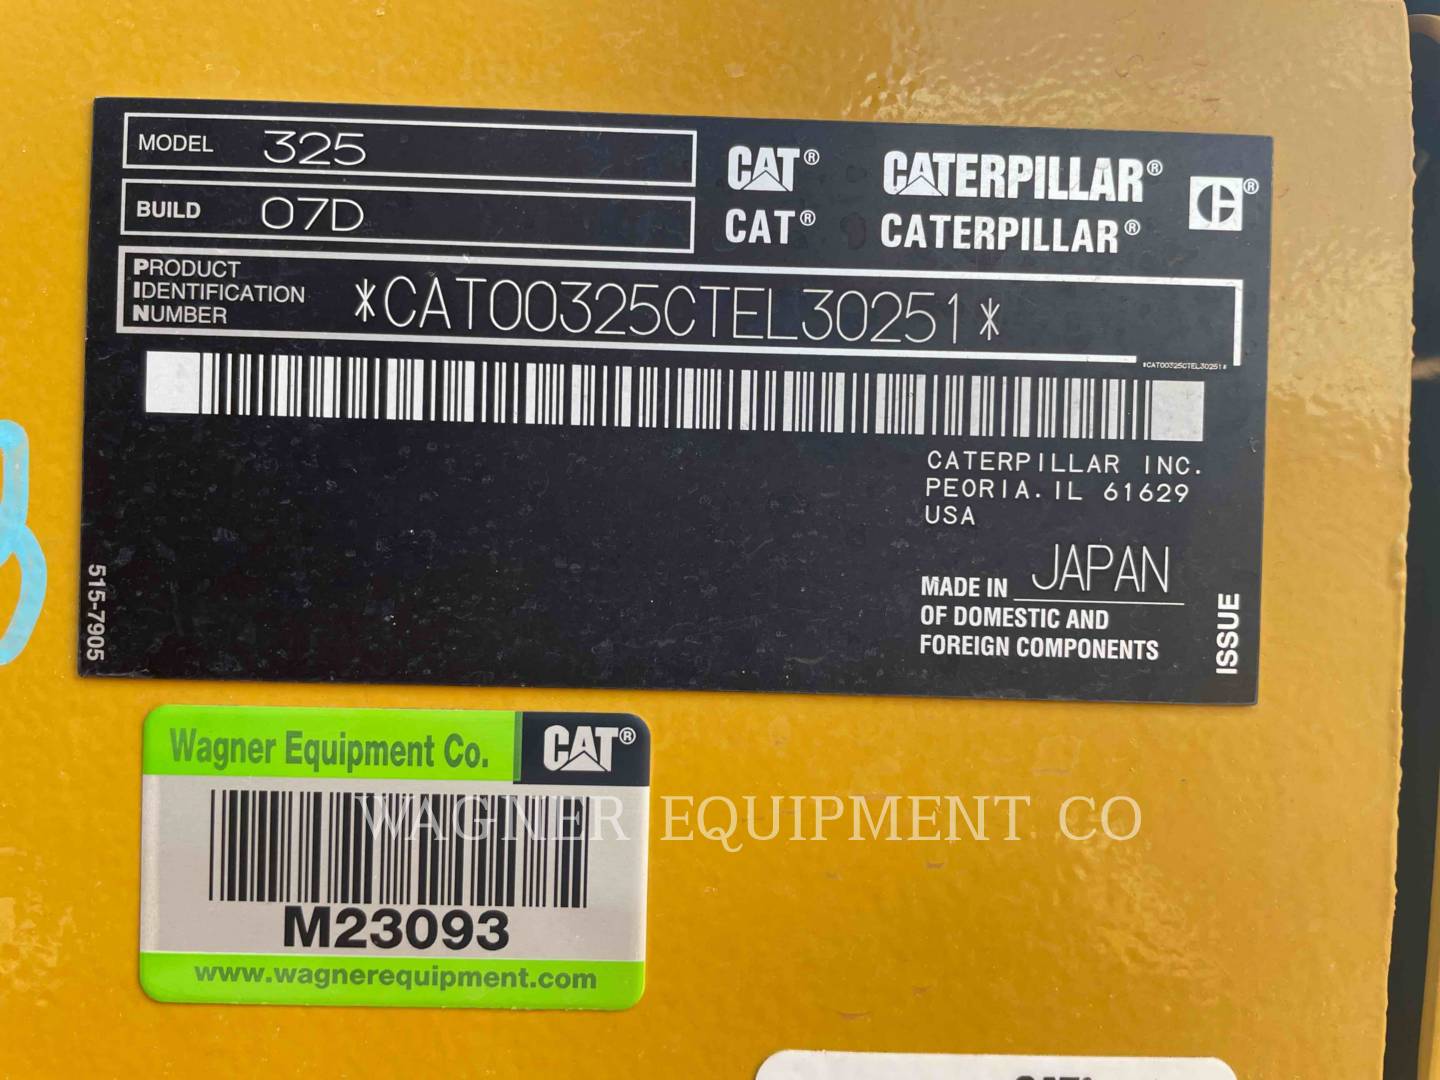 MODEL 325
BUILD 07D
CAT® CATERPILLAR® C®
CAT® CATERPILLAR®
PRODUCT
IDENTIFICATION
NUMBER
*CAT00325CTEL30251*
*CAT00325CTEL30251*
CATERPILLAR INC.
PEORIA. IL 61629
USA
MADE IN JAPAN
OF DOMESTIC AND
FOREIGN COMPONENTS
ISSUE
515-7905
Wagner Equipment Co. CAT®
WAGNER EQUIPMENT CO
M23093
www.wagnerequipment.com